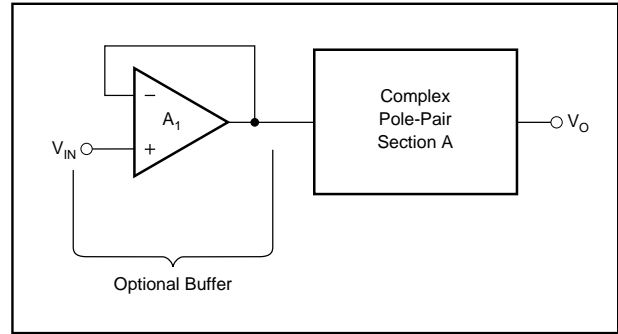 −
A1
+
VIN
Complex
Pole-Pair
Section A
VO
Optional Buffer